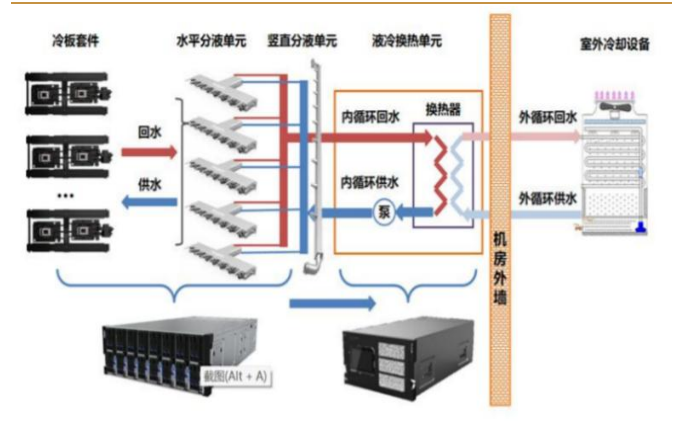 冷板套件
水平分液单元
竖直分液单元
液冷换热单元
室外冷却设备
回水
供水
...
内循环回水
换热器
外循环回水
内循环供水
泵
外循环供水
机房外墙
截图(Alt + A)